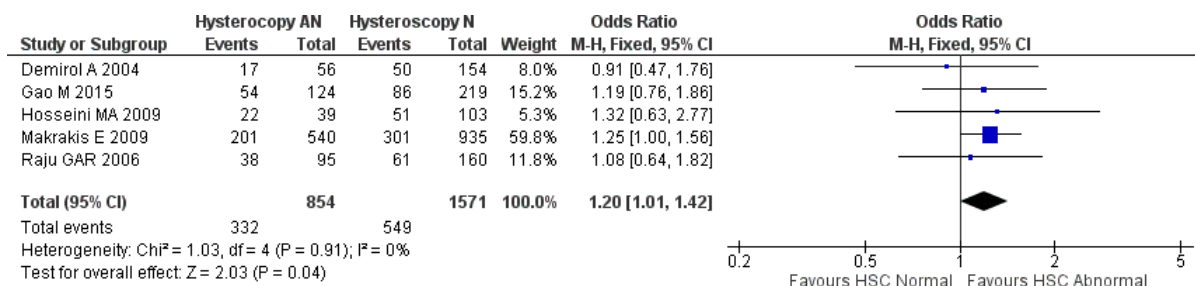 Hysterocopy AN Hysteroscopy N Odds Ratio Odds Ratio
Study or Subgroup Events Total Events Total Weight M-H, Fixed, 95% CI M-H, Fixed, 95% CI
Demirol A 2004 17 56 50 154 8.0% 0.91 [0.47, 1.76]
Gao M 2015 54 124 86 219 15.2% 1.19 [0.76, 1.86]
Hosseini MA 2009 22 39 51 103 5.3% 1.32 [0.63, 2.77]
Makrakis E 2009 201 540 301 935 59.8% 1.25 [1.00, 1.56]
Raju GAR 2006 38 95 61 160 11.8% 1.08 [0.64, 1.82]
Total (95% CI) 854 1571 100.0% 1.20 [1.01, 1.42]
Total events 332 549
Heterogeneity: Chi² = 1.03, df = 4 (P = 0.91); I² = 0%
Test for overall effect: Z = 2.03 (P = 0.04)
0.2 0.5 1 2 5
Favours HSC Normal Favours HSC Abnormal